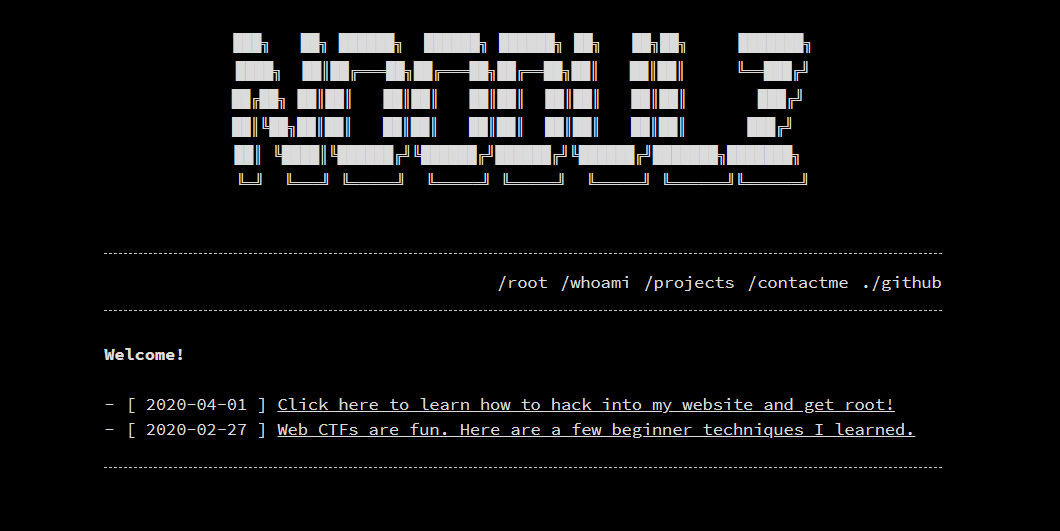 NOODULZ
/root /whoami /projects /contactme ./github
Welcome!
- [ 2020-04-01 ] Click here to learn how to hack into my website and get root!
- [ 2020-02-27 ] Web CTFs are fun. Here are a few beginner techniques I learned.